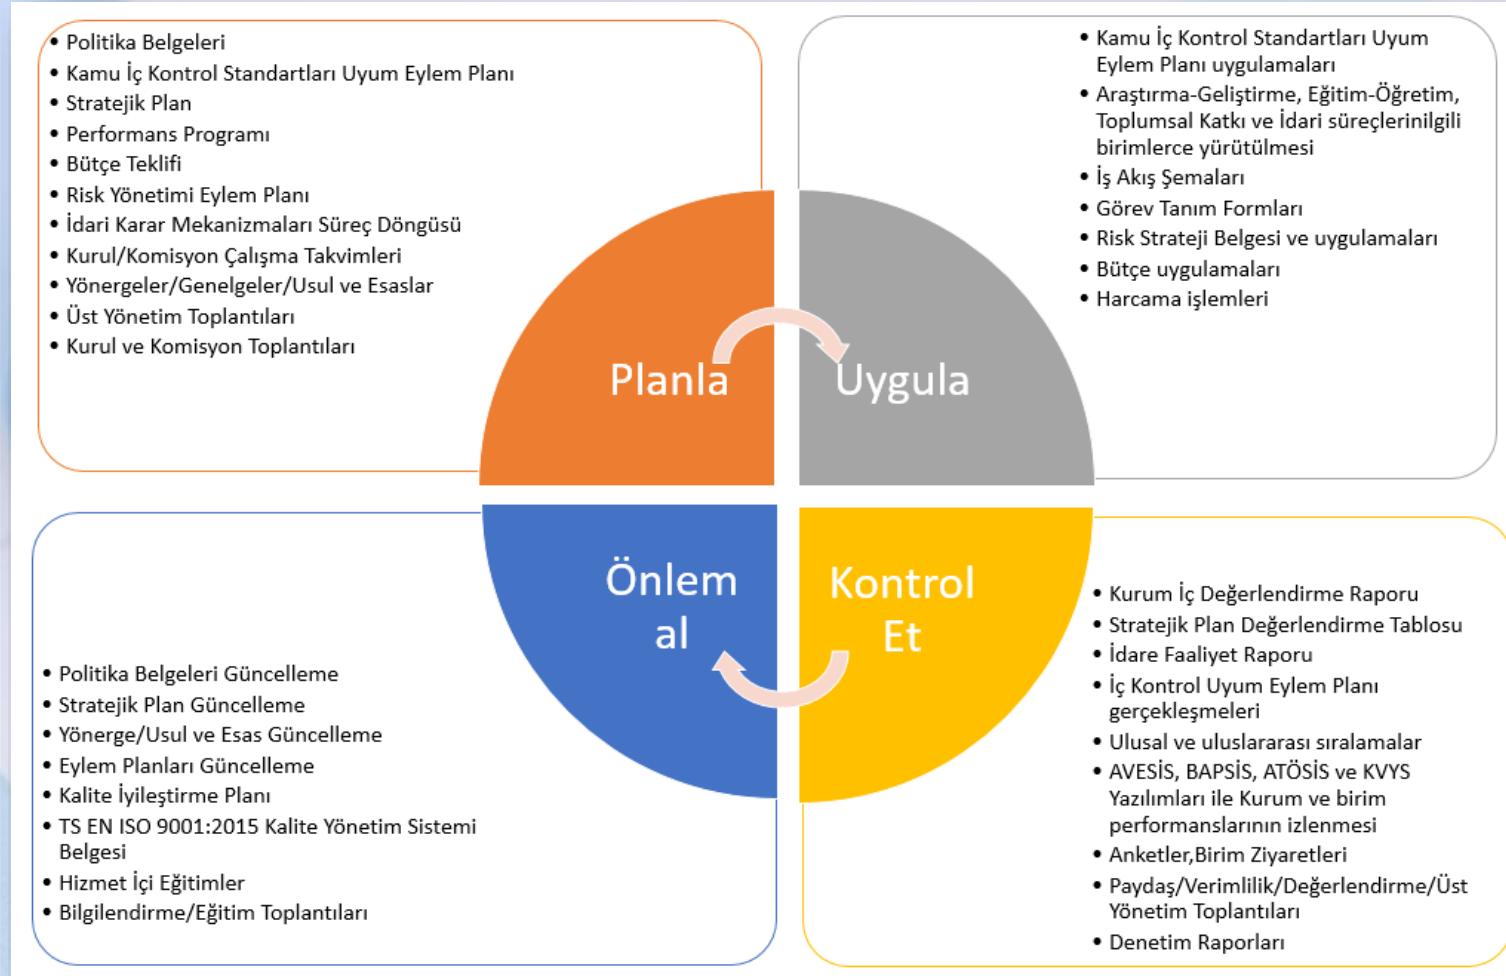 • Politika Belgeleri
• Kamu İç Kontrol Standartları Uyum Eylem Planı
• Stratejik Plan
• Performans Programı
• Bütçe Teklifi
• Risk Yönetimi Eylem Planı
• İdari Karar Mekanizmaları Süreç Döngüsü
• Kurul/Komisyon Çalışma Takvimleri
• Yönergeler/Genelgeler/Usul ve Esaslar
• Üst Yönetim Toplantıları
• Kurul ve Komisyon Toplantıları
• Kamu İç Kontrol Standartları Uyum
Eylem Planı uygulamaları
• Araştırma-Geliştirme, Eğitim-Öğretim,
Toplumsal Katkı ve İdari süreçlerinilgili
birimlerce yürütülmesi
• İş Akış Şemaları
• Görev Tanım Formları
• Risk Strateji Belgesi ve uygulamaları
• Bütçe uygulamaları
• Harcama işlemleri
Planla
Uygula
Önlem
al
Kontrol
Et
• Politika Belgeleri Güncelleme
• Stratejik Plan Güncelleme
• Yönerge/Usul ve Esas Güncelleme
• Eylem Planları Güncelleme
• Kalite İyileştirme Planı
• TS EN ISO 9001:2015 Kalite Yönetim Sistemi
Belgesi
• Hizmet İçi Eğitimler
• Bilgilendirme/Eğitim Toplantıları
• Kurum İç Değerlendirme Raporu
• Stratejik Plan Değerlendirme Tablosu
• İdare Faaliyet Raporu
• İç Kontrol Uyum Eylem Planı
gerçekleşmeleri
• Ulusal ve uluslararası sıralamalar
• AVESİS, BAPSİS, ATÖSİS ve KVYS
Yazılımları ile Kurum ve birim
performanslarının izlenmesi
• Anketler,Birim Ziyaretleri
• Paydaş/Verimlilik/Değerlendirme/Üst
Yönetim Toplantıları
• Denetim Raporları